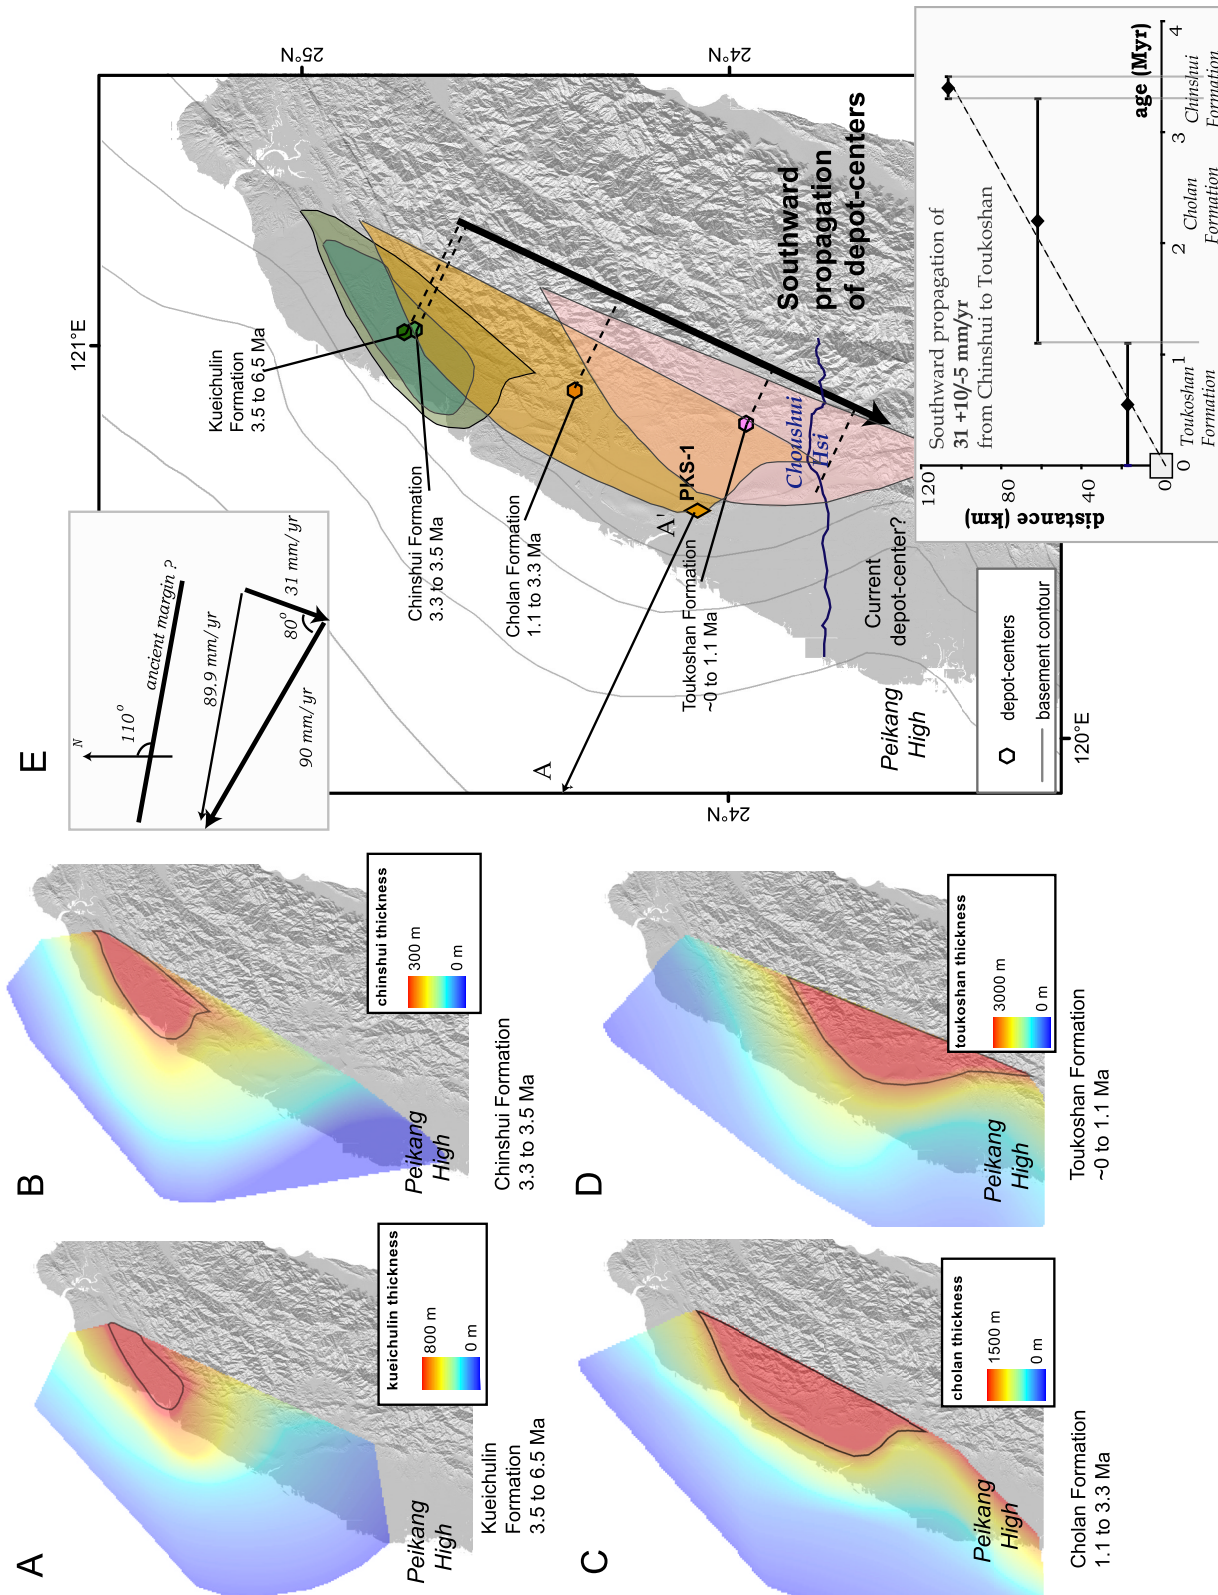 A
kueichulin thickness
800 m
0 m
Peikang
High
Kueichulin
Formation
3.5 to 6.5 Ma
B
chinshui thickness
300 m
0 m
Peikang
High
Chinshui Formation
3.3 to 3.5 Ma
C
cholan thickness
1500 m
0 m
Peikang
High
Cholan Formation
1.1 to 3.3 Ma
D
toukoshan thickness
3000 m
0 m
Peikang
High
Toukoshan Formation
~0 to 1.1 Ma
E
N
110°
ancient margin ?
89.9 mm/yr
80°
31 mm/yr
90 mm/yr
121°E
25°N
25°N
24°N
24°N
120°E
Kueichulin
Formation
3.5 to 6,5 Ma
Chinshui Formation
3.3 to 3.5 Ma
Cholan Formation
1.1 to 3.3 Ma
Toukoshan Formation
~0 to 1.1 Ma
A
A'
PKS-1
Choushui
Hsi
Southward
propagation
of depot-centers
Current
depot-center?
Peikang
High
depot-centers
basement contour
Southward propagation of
31 +10/-5 mm/yr
from Chinshui to Toukoshan
distance (km)
120
80
40
0
0
1
2
3
4
age (Myr)
Toukoshan
Formation
Cholan
Formation
Chinshui
Formation